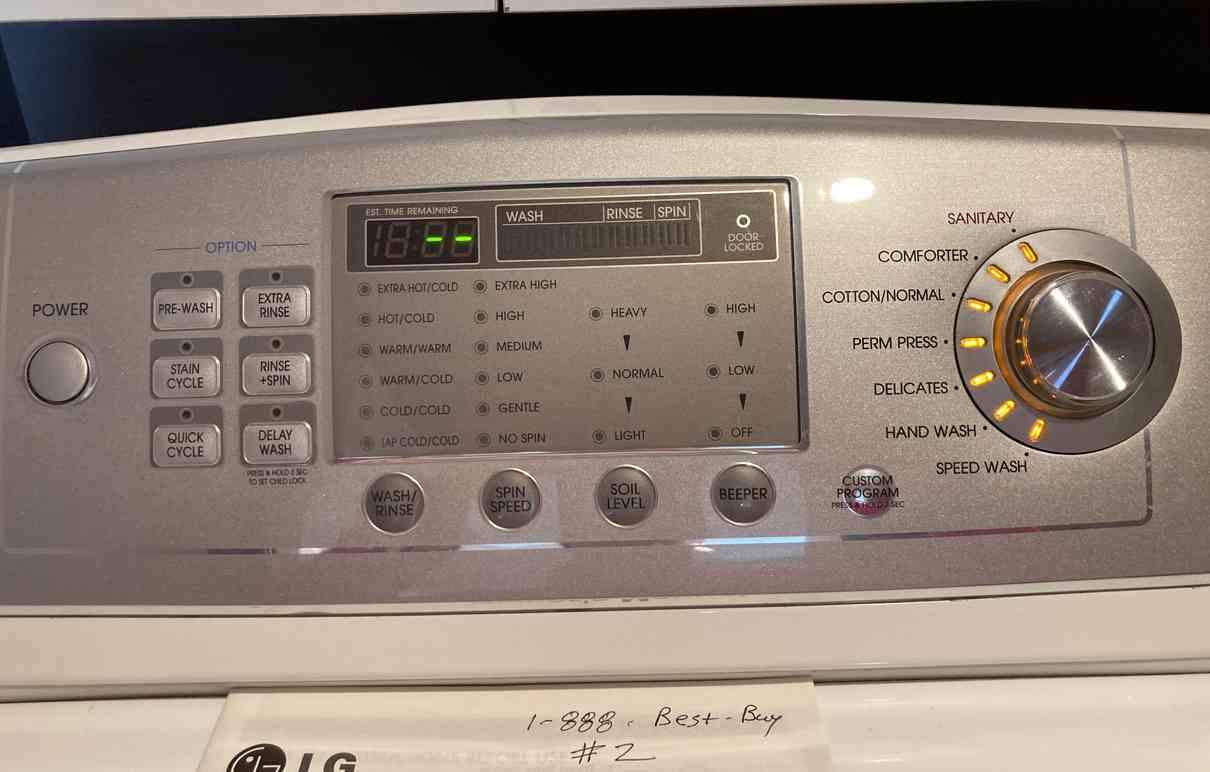 POWER
OPTION
PRE-WASH
EXTRA RINSE
STAIN CYCLE
RINSE +SPIN
QUICK CYCLE
DELAY WASH
PRESS & HOLD 3 SEC
TO SET CHILD LOCK
EST. TIME REMAINING
--
WASH RINSE SPIN
DOOR LOCKED
EXTRA HOT/COLD
HOT/COLD
WARM/WARM
WARM/COLD
COLD/COLD
TAP COLD/COLD
EXTRA HIGH
HIGH
MEDIUM
LOW
GENTLE
NO SPIN
HEAVY
NORMAL
LIGHT
HIGH
LOW
OFF
WASH/
RINSE
SPIN
SPEED
SOIL
LEVEL
BEEPER
CUSTOM
PROGRAM
PRESS & HOLD 3 SEC
SANITARY
COMFORTER
COTTON/NORMAL
PERM PRESS
DELICATES
HAND WASH
SPEED WASH
1-888. Best-Buy
#2
LG